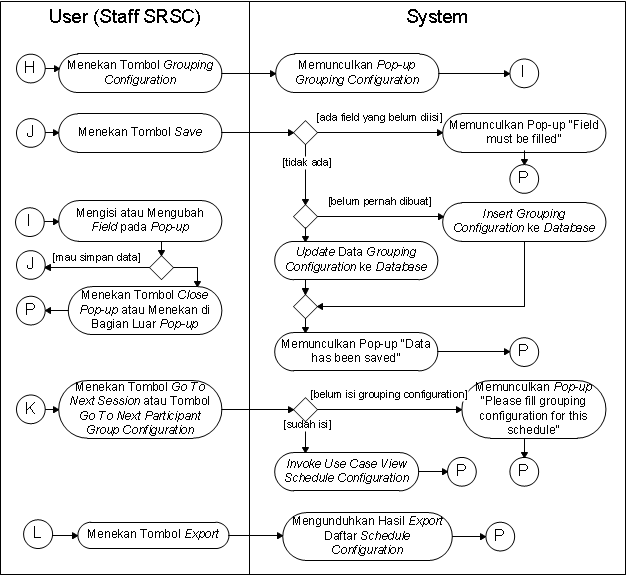 User (Staff SRSC)
System
H
Menekan Tombol Grouping
Configuration
Memunculkan Pop-up
Grouping Configuration
I
J
Menekan Tombol Save
[ada field yang belum diisi]
Memunculkan Pop-up "Field
must be filled"
[tidak ada]
P
I
Mengisi atau Mengubah
Field pada Pop-up
[belum pernah dibuat]
Insert Grouping
Configuration ke Database
J
[mau simpan data]
Update Data Grouping
Configuration ke Database
P
Menekan Tombol Close
Pop-up atau Menekan di
Bagian Luar Pop-up
Memunculkan Pop-up "Data
has been saved"
P
K
Menekan Tombol Go To
Next Session atau Tombol
Go To Next Participant
Group Configuration
[belum isi grouping configuration]
Memunculkan Pop-up
"Please fill grouping
configuration for this
schedule"
[sudah isi]
Invoke Use Case View
Schedule Configuration
P
P
L
Menekan Tombol Export
Mengunduhkan Hasil Export
Daftar Schedule
Configuration
P